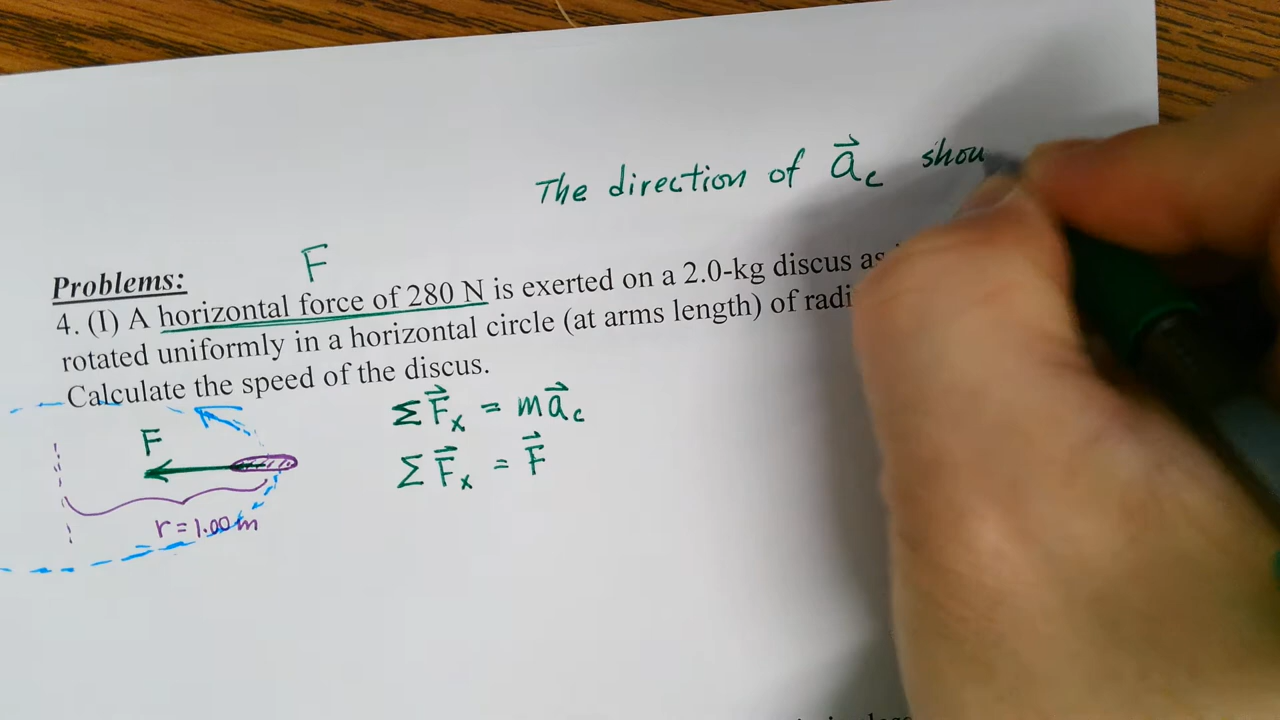 The direction of a⃗c shou
F
Problems:
4. (I) A horizontal force of 280 N is exerted on a 2.0-kg discus as
rotated uniformly in a horizontal circle (at arms length) of radi
Calculate the speed of the discus.
ΣF⃗x = ma⃗c
F
ΣF⃗x = F⃗
r = 1.00 m